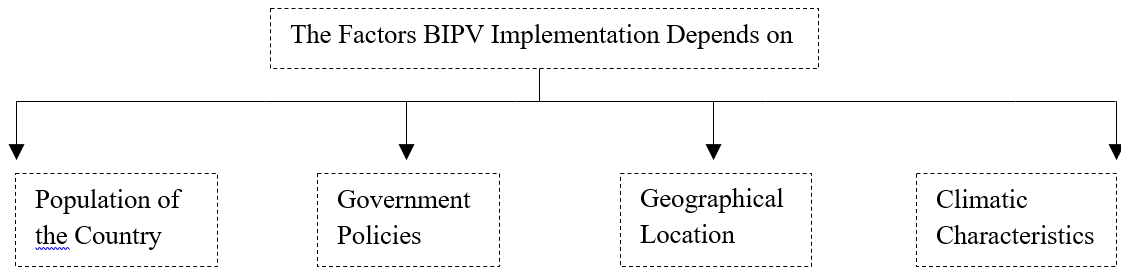 The Factors BIPV Implementation Depends on
Population of
the Country
Government
Policies
Geographical
Location
Climatic
Characteristics